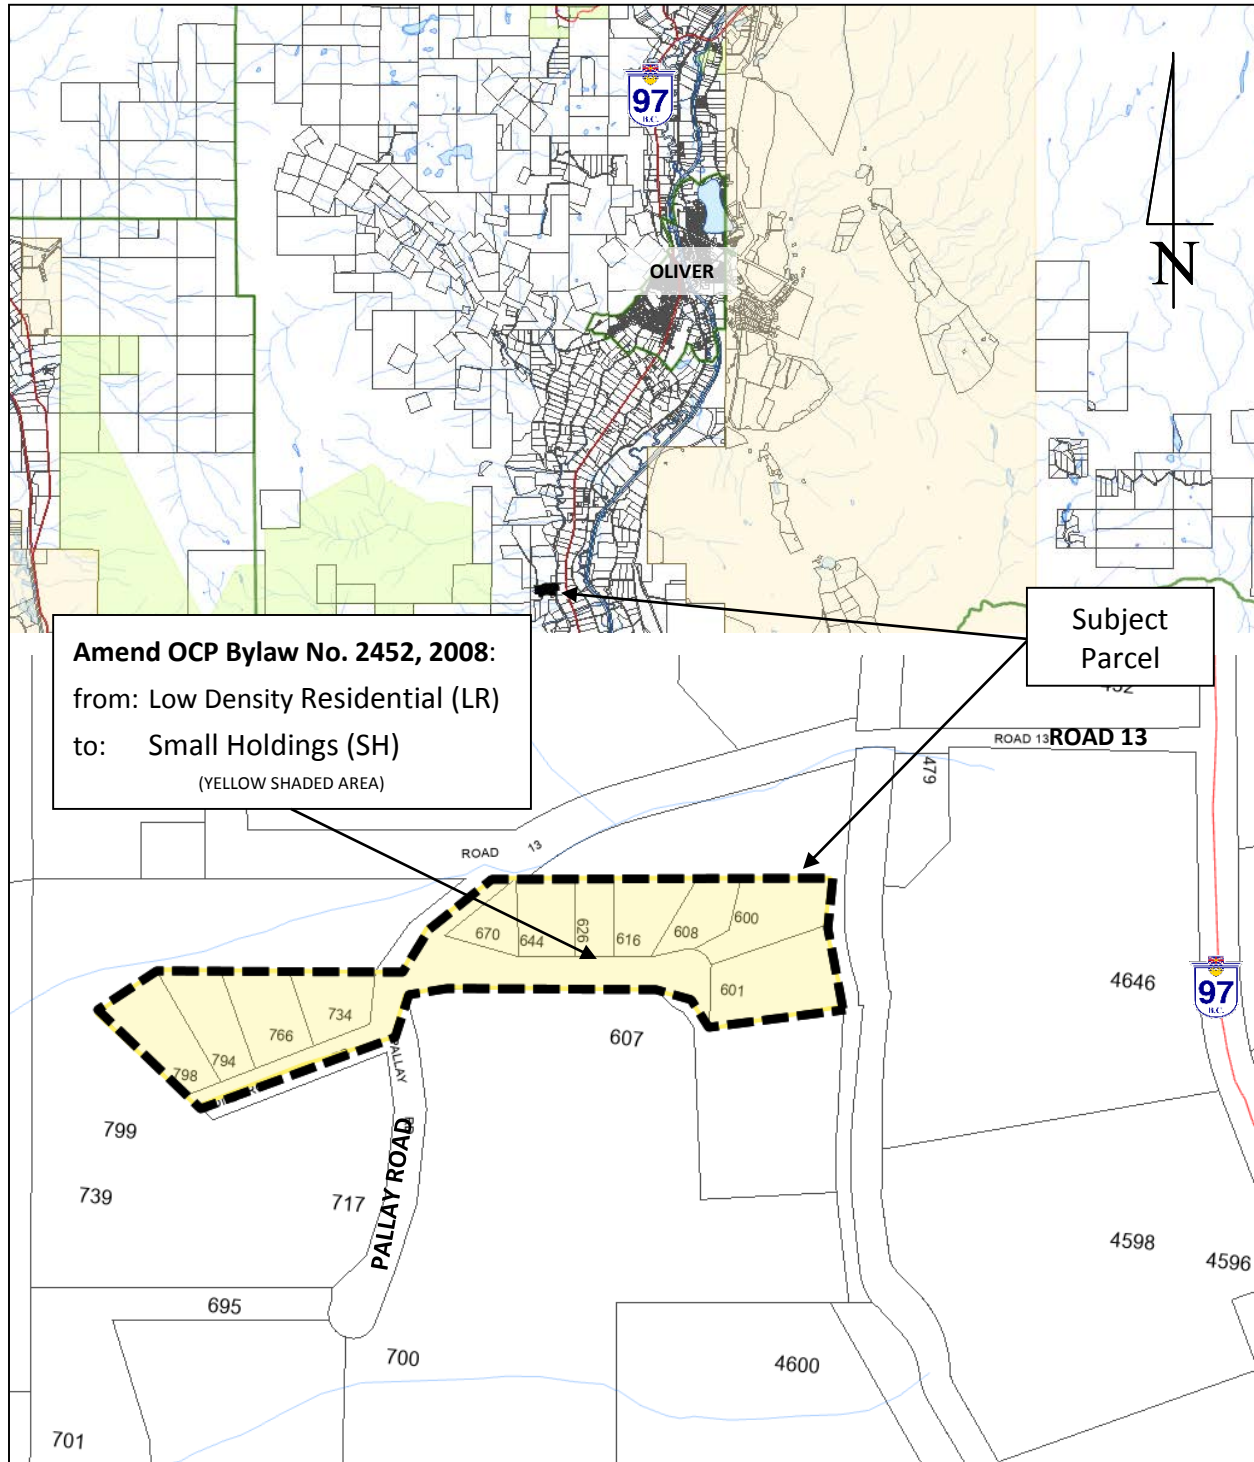 97
B.C.
OLIVER
N
Subject
Parcel
Amend OCP Bylaw No. 2452, 2008:
from: Low Density Residential (LR)
to: Small Holdings (SH)
(YELLOW SHADED AREA)
ROAD 13
ROAD 13
479
ROAD 13
670
644
626
616
608
600
601
734
766
794
798
4646
97
B.C.
607
PALLAY
799
739
717
PALLAY ROAD
4598
4596
695
700
4600
701